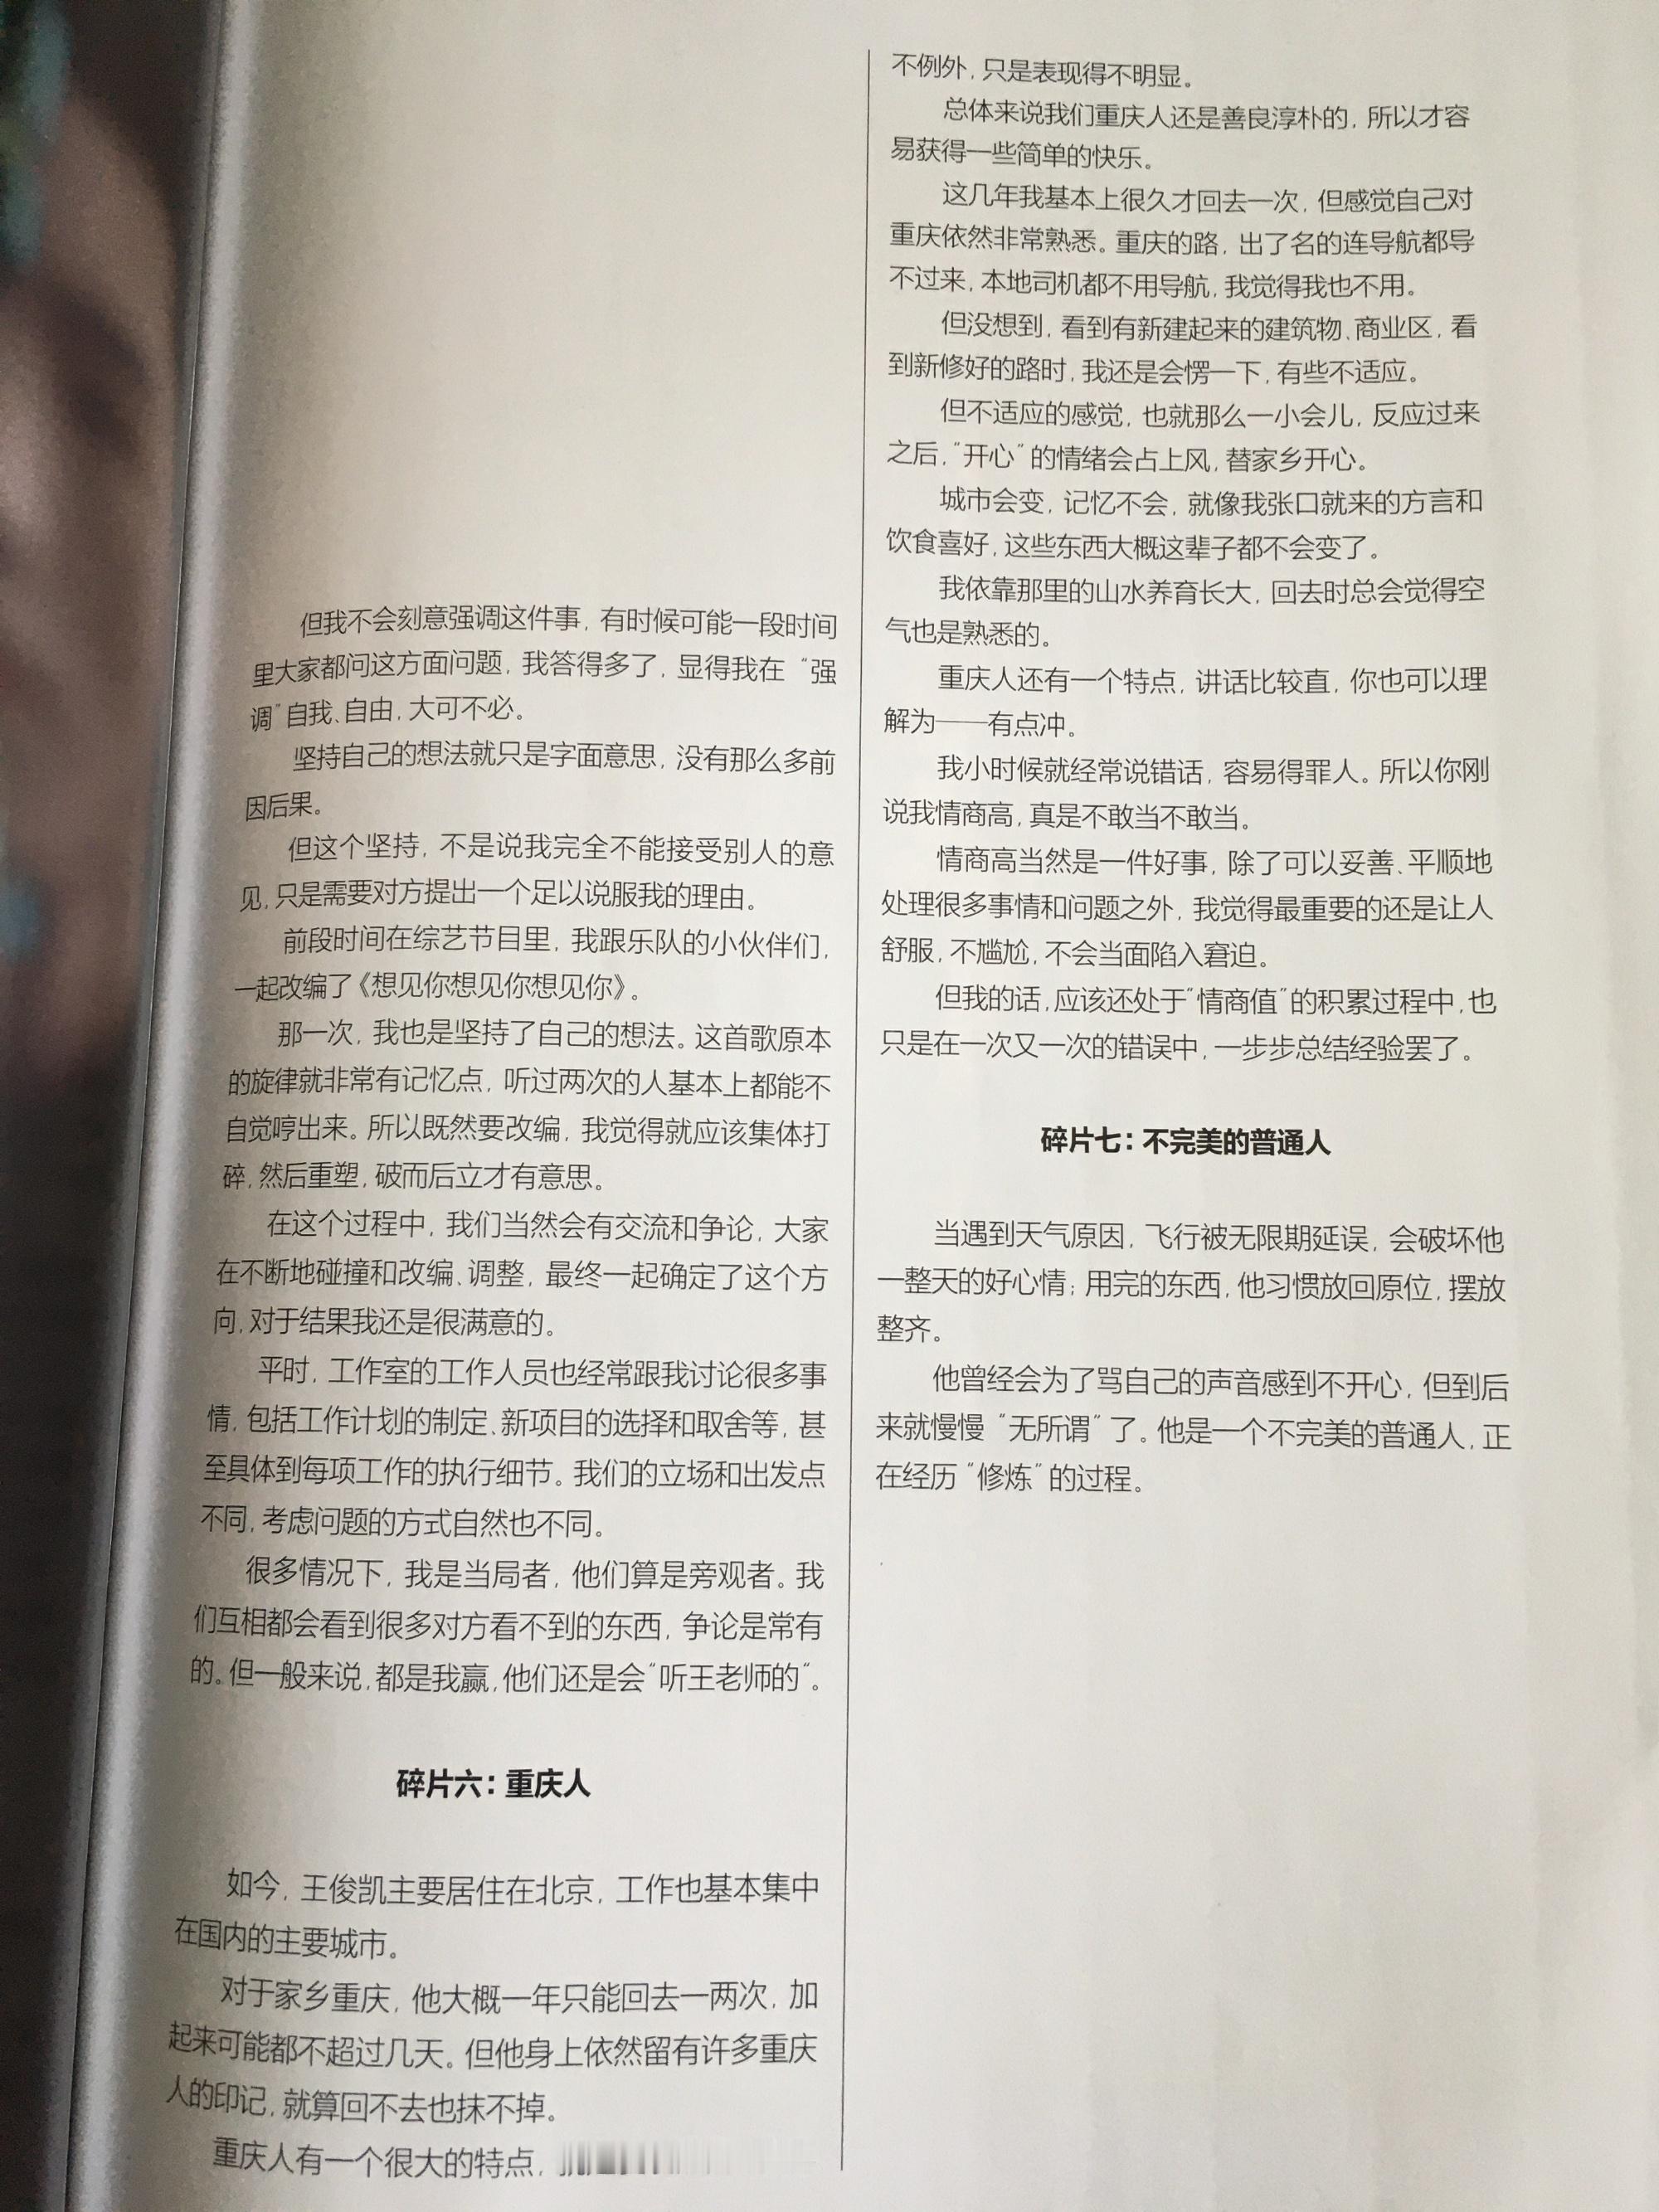 但我不会刻意强调这件事，有时候可能一段时间
里大家都问这方面问题，我答得多了，显得我在“强
调”自我、自由，大可不必。
坚持自己的想法就只是字面意思，没有那么多前
因后果。
但这个坚持，不是说我完全不能接受别人的意
见，只是需要对方提出一个足以说服我的理由。
前段时间在综艺节目里，我跟乐队的小伙伴们，
一起改编了《想见你想见你想见你》。
那一次，我也是坚持了自己的想法。这首歌原本
的旋律就非常有记忆点，听过两次的人基本上都能不
自觉哼出来。所以既然要改编，我觉得就应该集体打
碎，然后重塑，破而后立才有意思。
在这个过程中，我们当然会有交流和争论，大家
在不断地碰撞和改编、调整，最终一起确定了这个方
向，对于结果我还是很满意的。
平时，工作室的工作人员也经常跟我讨论很多事
情，包括工作计划的制定、新项目的选择和取舍等，甚
至具体到每项工作的执行细节。我们的立场和出发点
不同，考虑问题的方式自然也不同。
很多情况下，我是当局者，他们算是旁观者。我
们互相都会看到很多对方看不到的东西，争论是常有
的。但一般来说，都是我赢，他们还是会“听王老师的”。
碎片六：重庆人
如今，王俊凯主要居住在北京，工作也基本集中
在国内的主要城市。
对于家乡重庆，他大概一年只能回去一两次，加
起来可能都不超过几天。但他身上依然留有许多重庆
人的印记，就算回不去也抹不掉。
重庆人有一个很大的特点，
不例外，只是表现得不明显。
总体来说我们重庆人还是善良淳朴的，所以才容
易获得一些简单的快乐。
这几年我基本上很久才回去一次，但感觉自己对
重庆依然非常熟悉。重庆的路，出了名的连导航都导
不过来，本地司机都不用导航，我觉得我也不用。
但没想到，看到有新建起来的建筑物、商业区，看
到新修好的路时，我还是会愣一下，有些不适应。
但不适应的感觉，也就那么一小会儿，反应过来
之后，“开心”的情绪会占上风，替家乡开心。
城市会变，记忆不会，就像我张口就来的方言和
饮食喜好，这些东西大概这辈子都不会变了。
我依靠那里的山水养育长大，回去时总会觉得空
气也是熟悉的。
重庆人还有一个特点，讲话比较直，你也可以理
解为——有点冲。
我小时候就经常说错话，容易得罪人。所以你刚
说我情商高，真是不敢当不敢当。
情商高当然是一件好事，除了可以妥善、平顺地
处理很多事情和问题之外，我觉得最重要的还是让人
舒服，不尴尬，不会当面陷入窘迫。
但我的话，应该还处于“情商值”的积累过程中，也
只是在一次又一次的错误中，一步步总结经验罢了。
碎片七：不完美的普通人
当遇到天气原因，飞行被无限期延误，会破坏他
一整天的好心情；用完的东西，他习惯放回原位，摆放
整齐。
他曾经会为了骂自己的声音感到不开心，但到后
来就慢慢“无所谓”了。他是一个不完美的普通人，正
在经历“修炼”的过程。